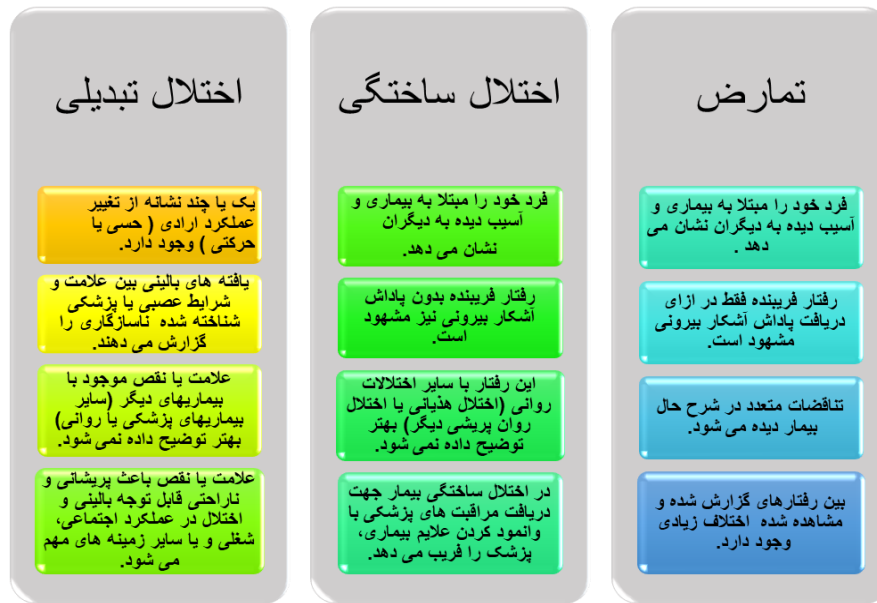 تمارض
فرد خود را مبتلا به بیماری و
آسیب دیده به دیگران نشان می
دهد .
رفتار فریبنده فقط در ازای
دریافت پاداش آشکار بیرونی
مشهود است.
تناقضات متعدد در شرح حال
بیمار دیده می شود.
بین رفتارهای گزارش شده و
مشاهده شده اختلاف زیادی
وجود دارد.
اختلال ساختگی
فرد خود را مبتلا به بیماری و
آسیب دیده به دیگران
نشان می دهد.
رفتار فریبنده بدون پاداش
آشکار بیرونی نیز مشهود
است.
این رفتار با سایر اختلالات
روانی (اختلال هذیانی یا اختلال
روان پریشی دیگر) بهتر
توضیح داده نمی شود.
در اختلال ساختگی بیمار جهت
دریافت مراقبت های پزشکی با
وانمود کردن علایم بیماری،
پزشک را فریب می دهد.
اختلال تبدیلی
یک یا چند نشانه از تغییر
عملکرد ارادی ( حسی یا
حرکتی ) وجود دارد.
یافته های بالینی بین علامت و
شرایط عصبی یا پزشکی
شناخته شده ناسازگاری را
گزارش می دهند.
علامت یا نقص موجود با
بیماریهای دیگر (سایر
بیماریهای پزشکی یا روانی)
بهتر توضیح داده نمی شود.
علامت یا نقص باعث پریشانی و
ناراحتی قابل توجه بالینی و
اختلال در عملکرد اجتماعی،
شغلی و یا سایر زمینه های مهم
می شود.